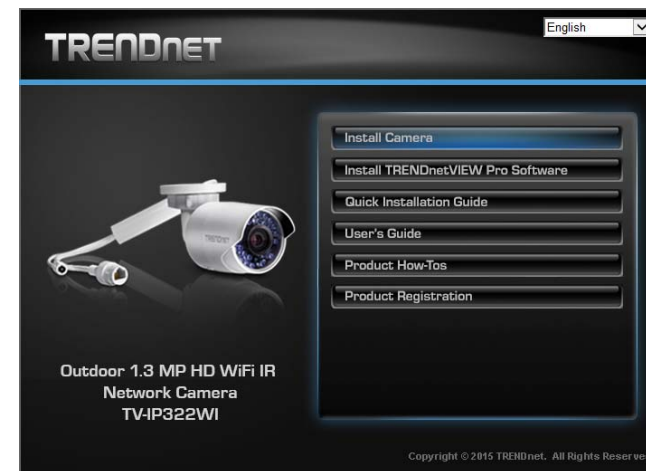 TRENDnet
English
Install Camera
Install TRENDnetVIEW Pro Software
Quick Installation Guide
User's Guide
Product How-Tos
Product Registration
TRENDnet
Outdoor 1.3 MP HD WiFi IR
Network Camera
TV-IP322WI
Copyright © 2015 TRENDnet. All Rights Reserve